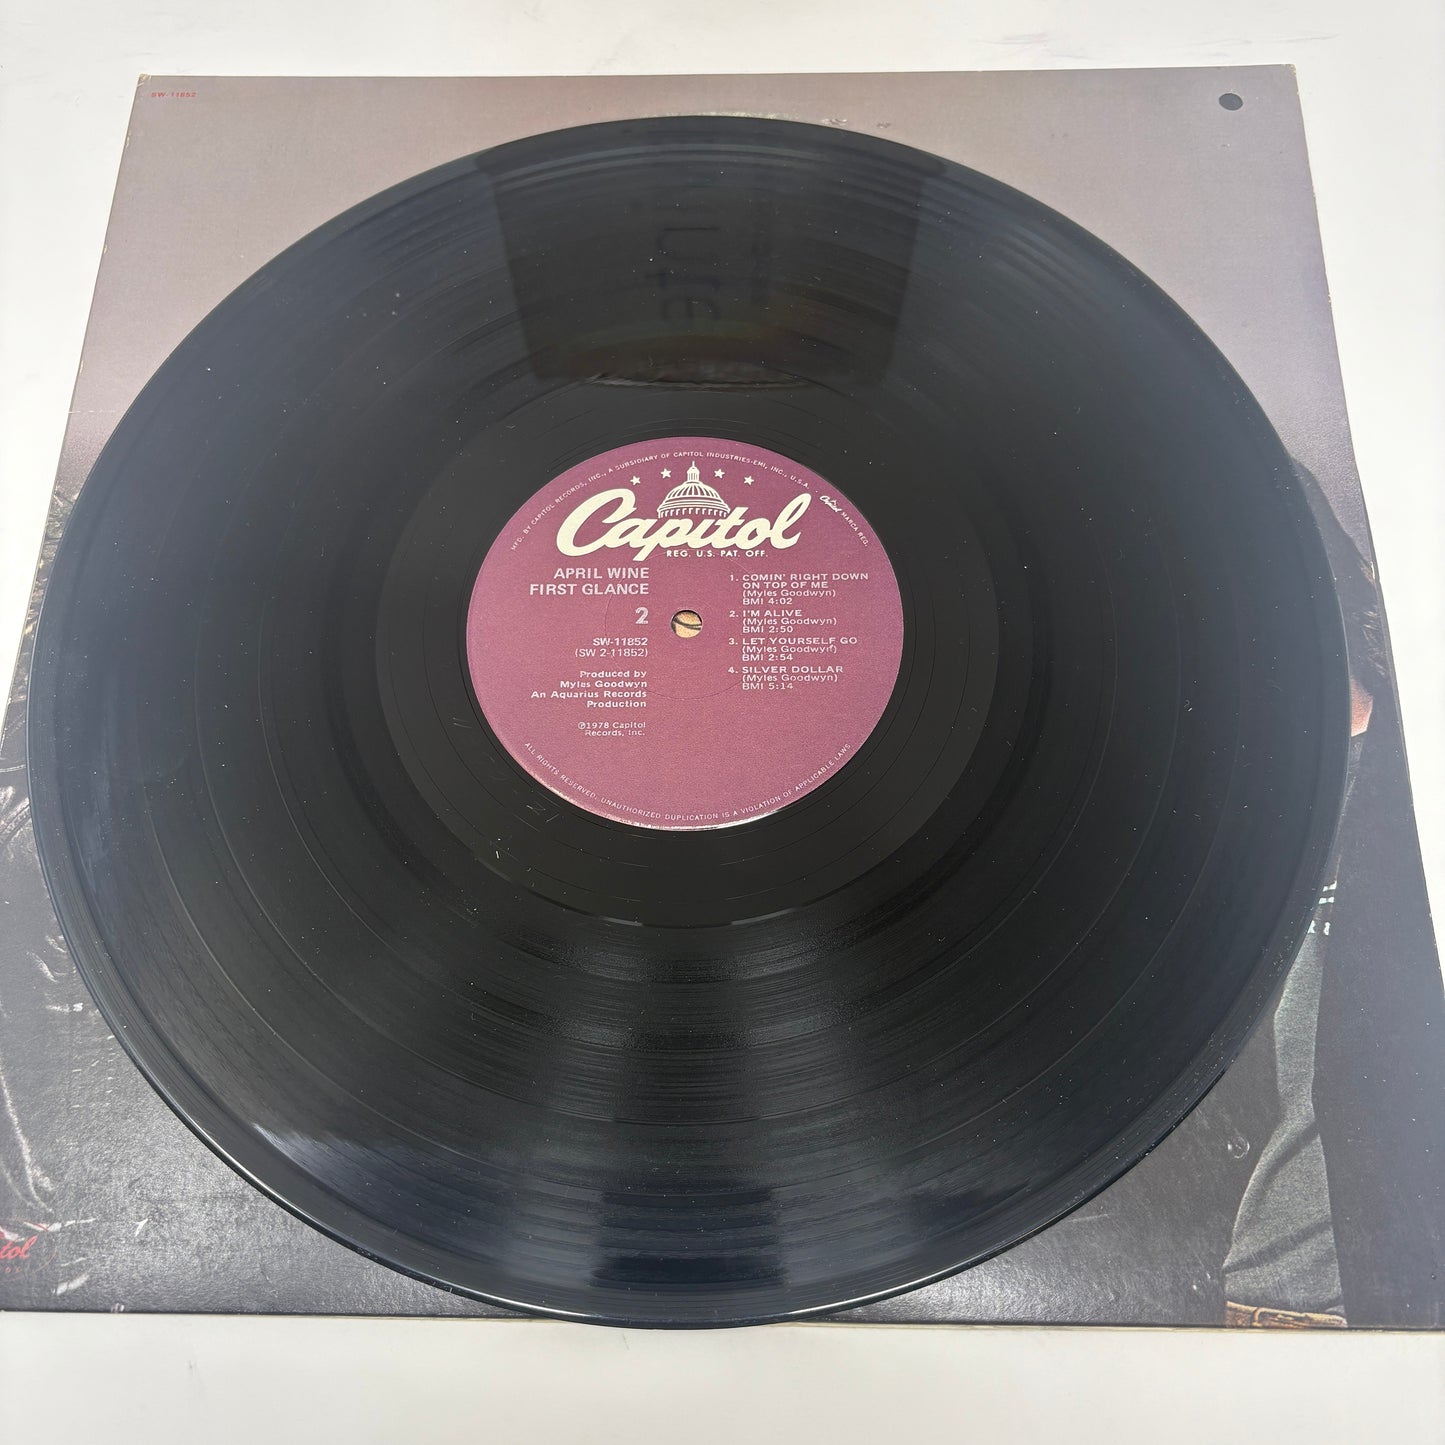 SW-11852
MFD. BY CAPITOL RECORDS, INC., A SUBSIDIARY OF CAPITOL INDUSTRIES-EMI, INC., U.S.A. · Capitol MARCA REG.
Capitol
REG. U.S. PAT. OFF.
APRIL WINE
FIRST GLANCE
2
SW-11852
(SW 2-11852)
Produced by
Myles Goodwyn
An Aquarius Records
Production
℗1978 Capitol
Records, Inc.
1. COMIN' RIGHT DOWN
ON TOP OF ME
(Myles Goodwyn)
BMI 4:02
2. I'M ALIVE
(Myles Goodwyn)
BMI 2:50
3. LET YOURSELF GO
(Myles Goodwyn)
BMI 2:54
4. SILVER DOLLAR
(Myles Goodwyn)
BMI 5:14
ALL RIGHTS RESERVED. UNAUTHORIZED DUPLICATION IS A VIOLATION OF APPLICABLE LAWS